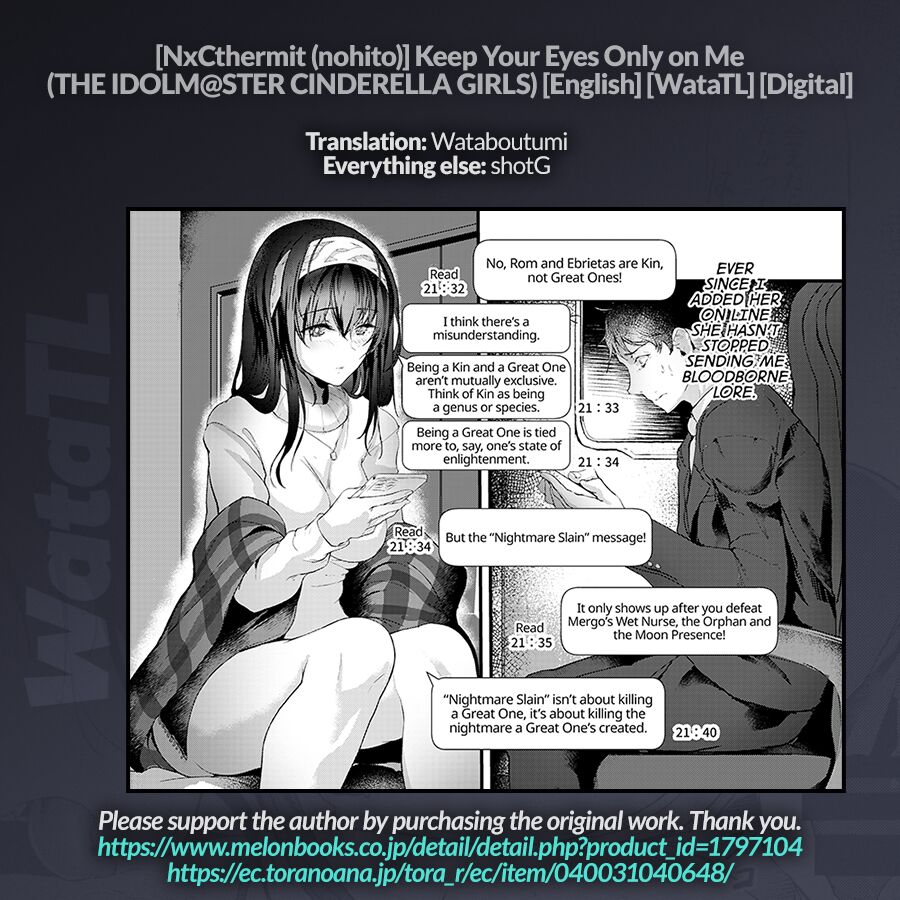 [NxCthermit (nohito)] Keep Your Eyes Only on Me
(THE IDOLM@STER CINDERELLA GIRLS) [English] [WataTL] [Digital]
Translation: Wataboutumi
Everything else: shotG
No, Rom and Ebrietas are Kin,
not Great Ones!
Read
21:32
EVER
SINCE I
ADDED HER
ON LINE
SHE HASN'T
STOPPED
SENDING ME
BLOODBORNE
LORE.
I think there's a
misunderstanding.
Being a Kin and a Great One
aren't mutually exclusive.
Think of Kin as being
a genus or species.
21:33
Being a Great One is tied
more to, say, one's state of
enlightenment.
21:34
But the "Nightmare Slain" message!
Read
21:34
It only shows up after you defeat
Mergo's Wet Nurse, the Orphan and
the Moon Presence!
Read
21:35
"Nightmare Slain" isn't about killing
a Great One, it's about killing the
nightmare a Great One's created.
21:40
WataTL
Please support the author by purchasing the original work. Thank you.
https://www.melonbooks.co.jp/detail/detail.php?product_id=1797104
https://ec.toranoana.jp/tora_r/ec/item/040031040648/